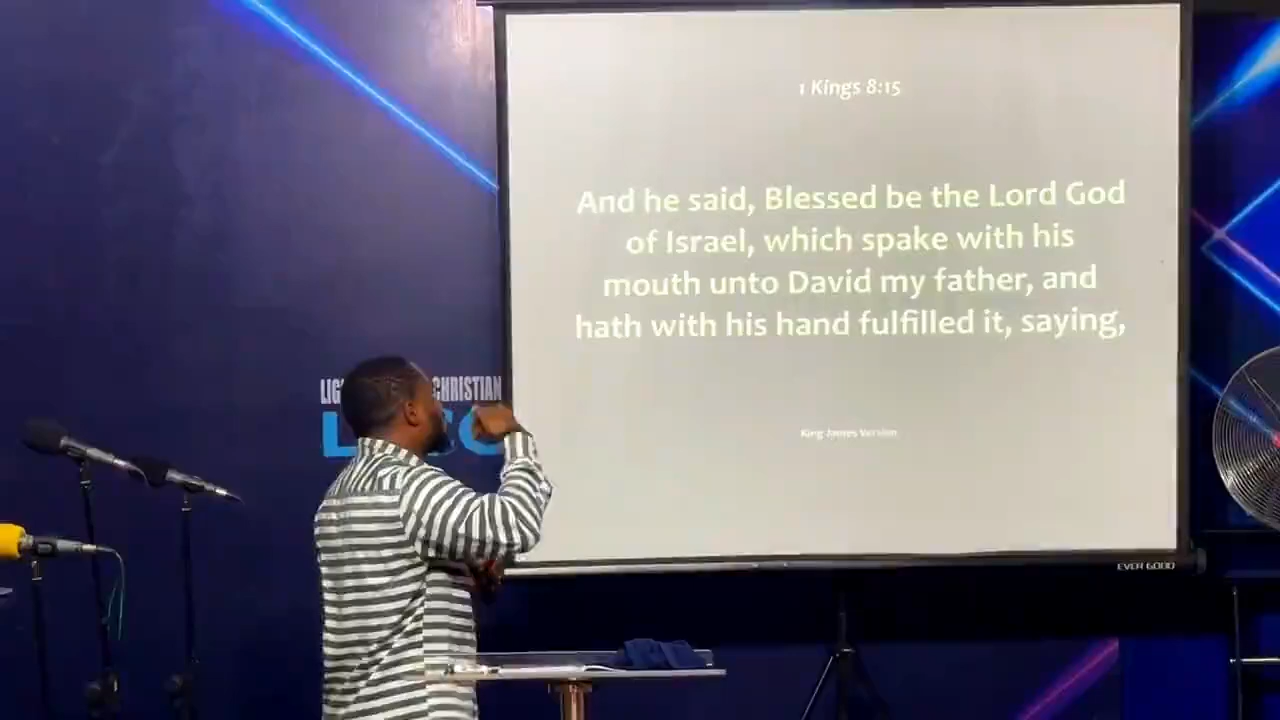 1 Kings 8:15
And he said, Blessed be the Lord God
of Israel, which spake with his
mouth unto David my father, and
hath with his hand fulfilled it, saying,
King James Version
EVER GOOD
CHRISTIAN